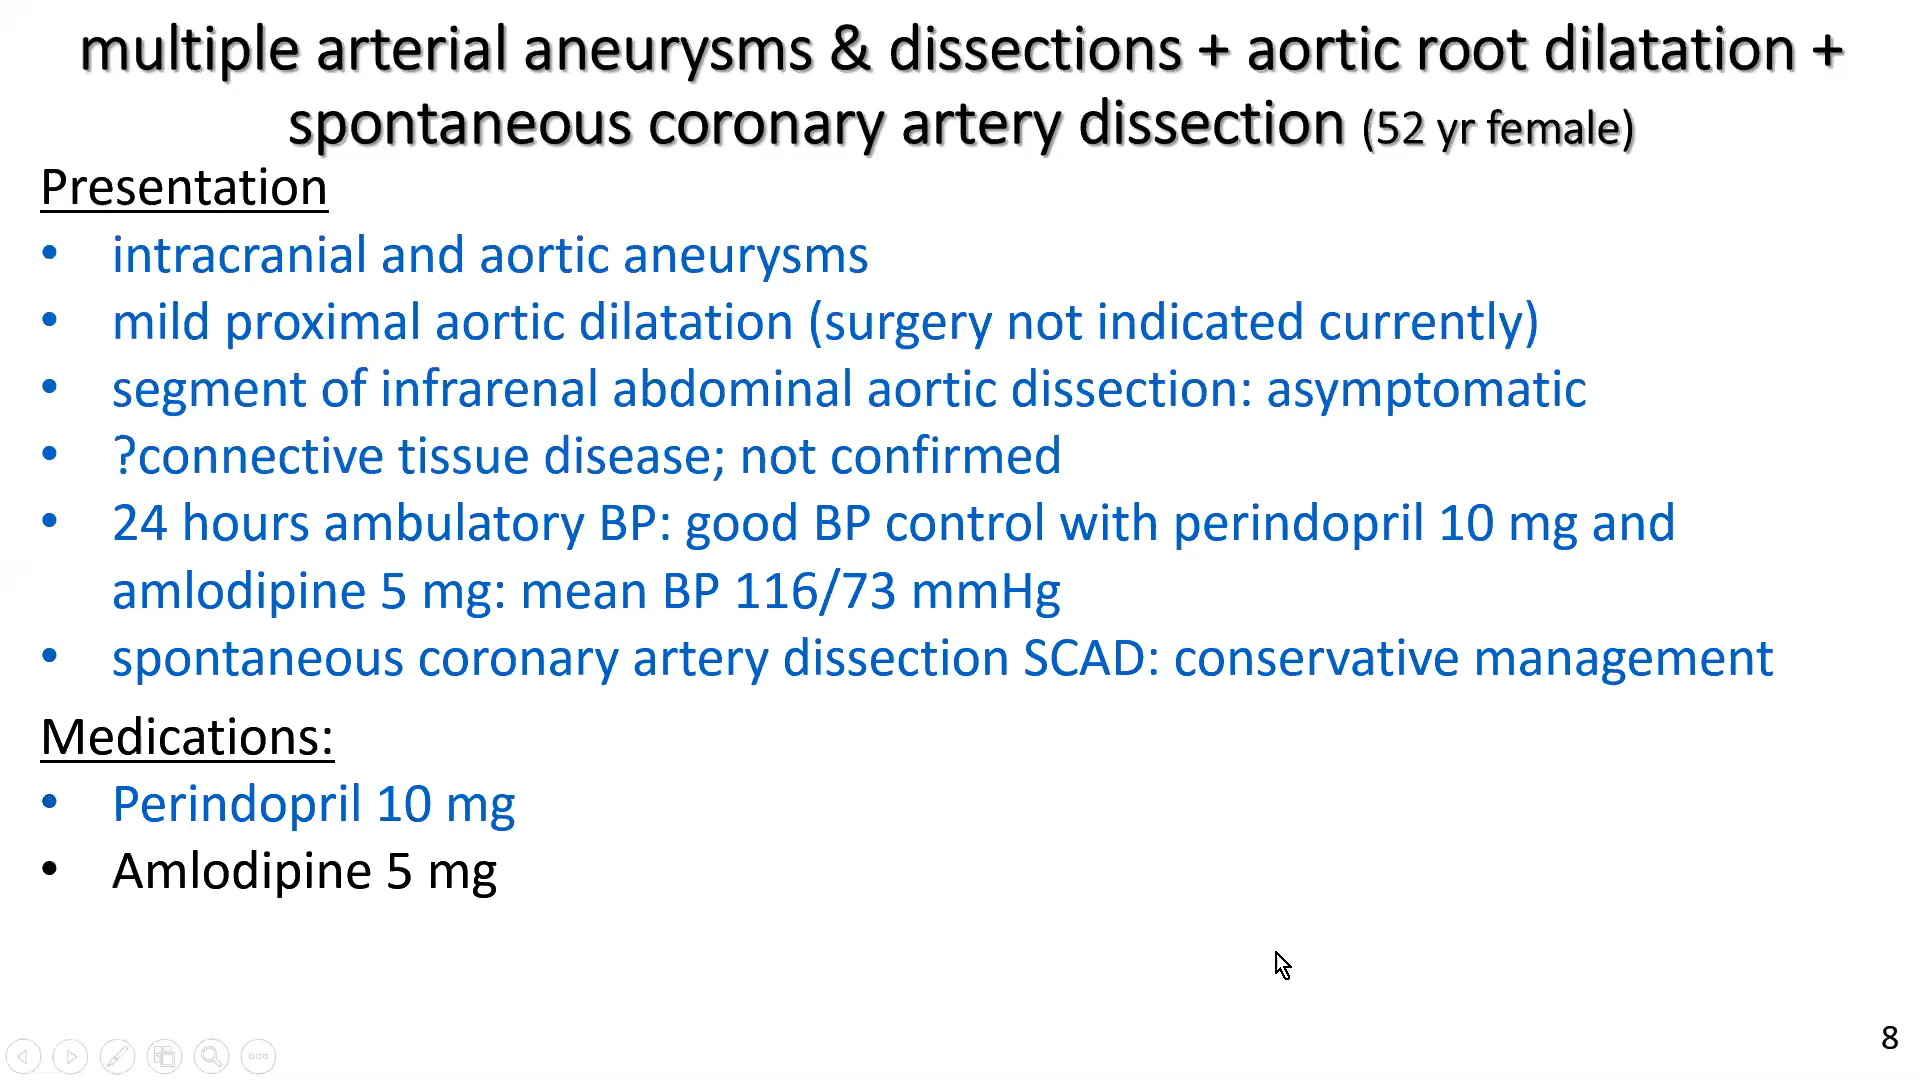 multiple arterial aneurysms & dissections + aortic root dilatation +
spontaneous coronary artery dissection (52 yr female)
Presentation
• intracranial and aortic aneurysms
• mild proximal aortic dilatation (surgery not indicated currently)
• segment of infrarenal abdominal aortic dissection: asymptomatic
• ?connective tissue disease; not confirmed
• 24 hours ambulatory BP: good BP control with perindopril 10 mg and
amlodipine 5 mg: mean BP 116/73 mmHg
• spontaneous coronary artery dissection SCAD: conservative management
Medications:
• Perindopril 10 mg
• Amlodipine 5 mg
8